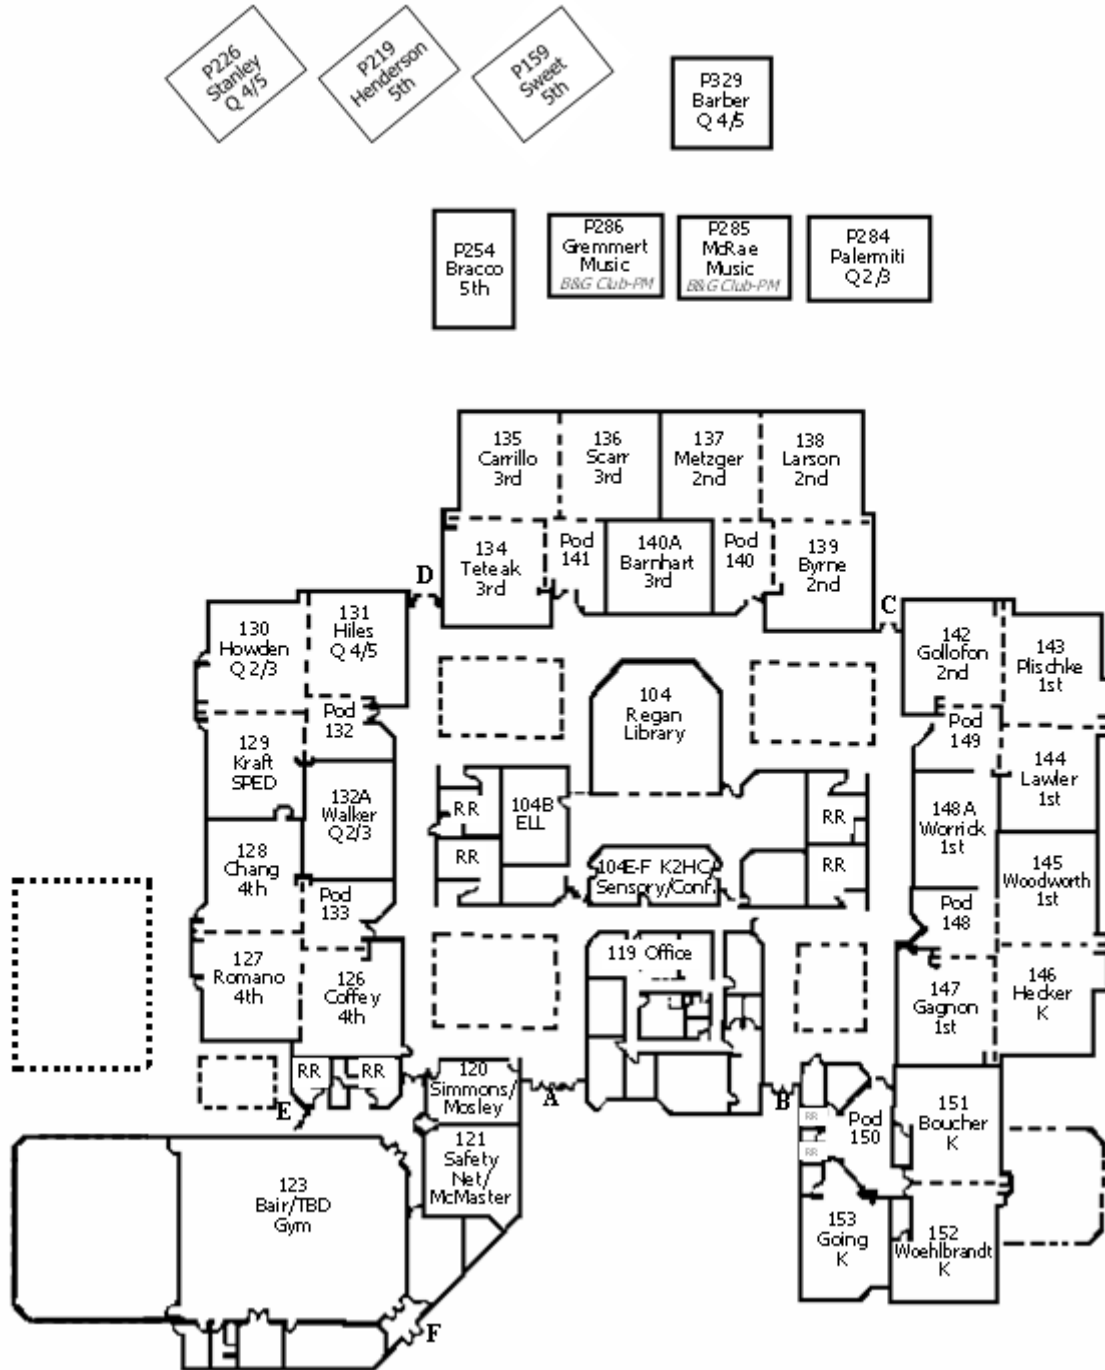 P226
Stanley
Q 4/5
P219
Henderson
5th
P159
Sweet
5th
P329
Barber
Q 4/5
P254
Bracco
5th
P286
Gremmert
Music
B&G Club-PM
P285
McRae
Music
B&G Club-PM
P284
Palermiti
Q2/3
135
Carrillo
3rd
136
Scarr
3rd
137
Metzger
2nd
138
Larson
2nd
134
Teteak
3rd
Pod
141
140A
Barnhart
3rd
Pod
140
139
Byrne
2nd
D
C
130
Howden
Q 2/3
131
Hiles
Q 4/5
142
Gollofon
2nd
143
Plischke
1st
104
Regan
Library
Pod
132
129
Kraft
SPED
Pod
149
144
Lawler
1st
132A
Walker
Q2/3
RR
104B
ELL
RR
148A
Worrick
1st
128
Chang
4th
RR
104E-F K2HC/
Sensory/Conf.
RR
145
Woodworth
1st
Pod
133
Pod
148
127
Romano
4th
126
Coffey
4th
119 Office
147
Gagnon
1st
146
Hecker
K
RR
RR
120
Simmons/
Mosley
A
B
E
151
Boucher
K
RR
Pod
150
RR
121
Safety
Net/
McMaster
123
Bair/TBD
Gym
153
Going
K
152
Woehlbrandt
K
F